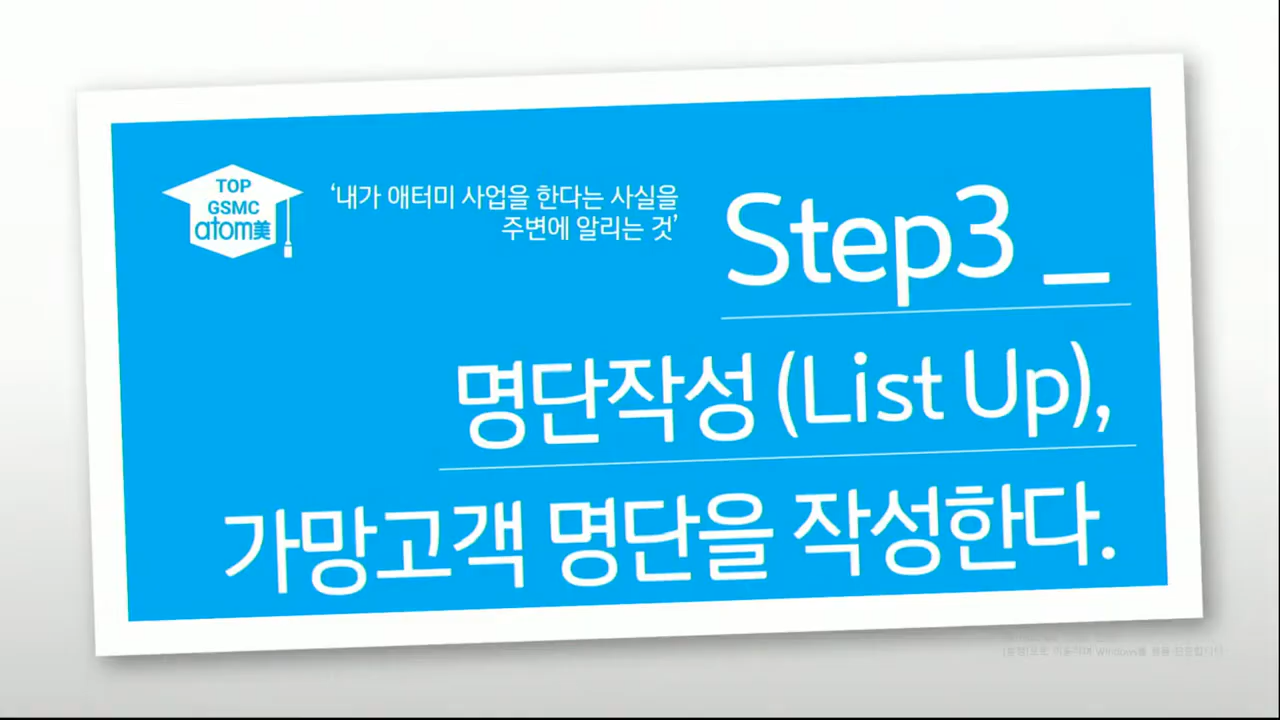 TOP
GSMC
atom美
‘내가 애터미 사업을 한다는 사실을
주변에 알리는 것’
Step3 _
명단작성 (List Up),
가망고객 명단을 작성한다.